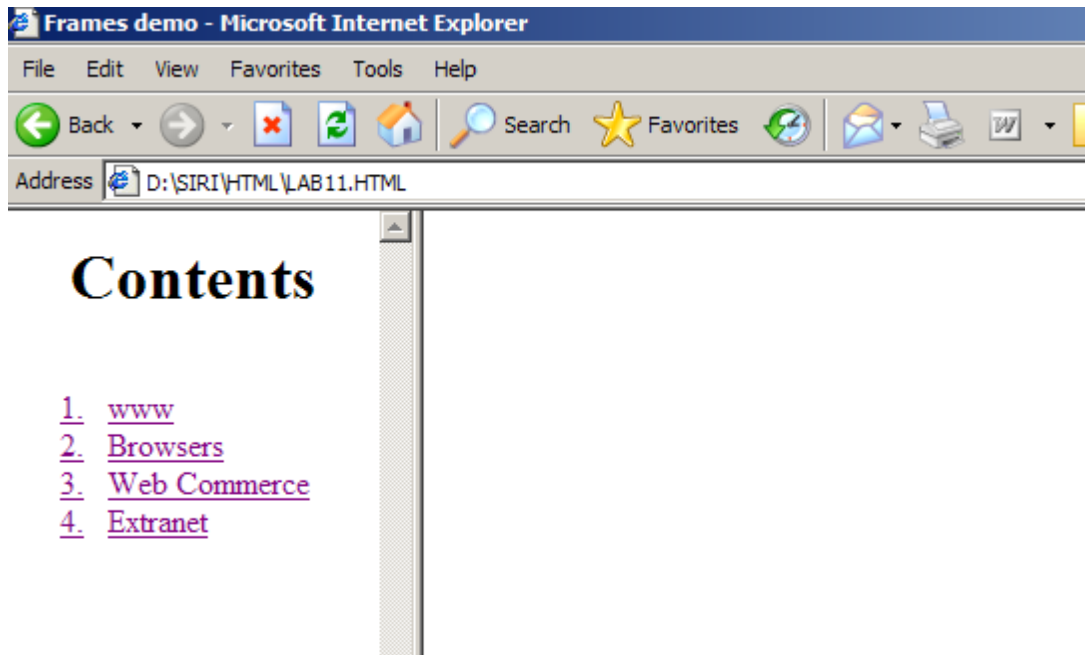 Frames demo - Microsoft Internet Explorer
File Edit View Favorites Tools Help
Back Search Favorites W
Address D:\SIRI\HTML\LAB11.HTML
Contents
1. www
2. Browsers
3. Web Commerce
4. Extranet